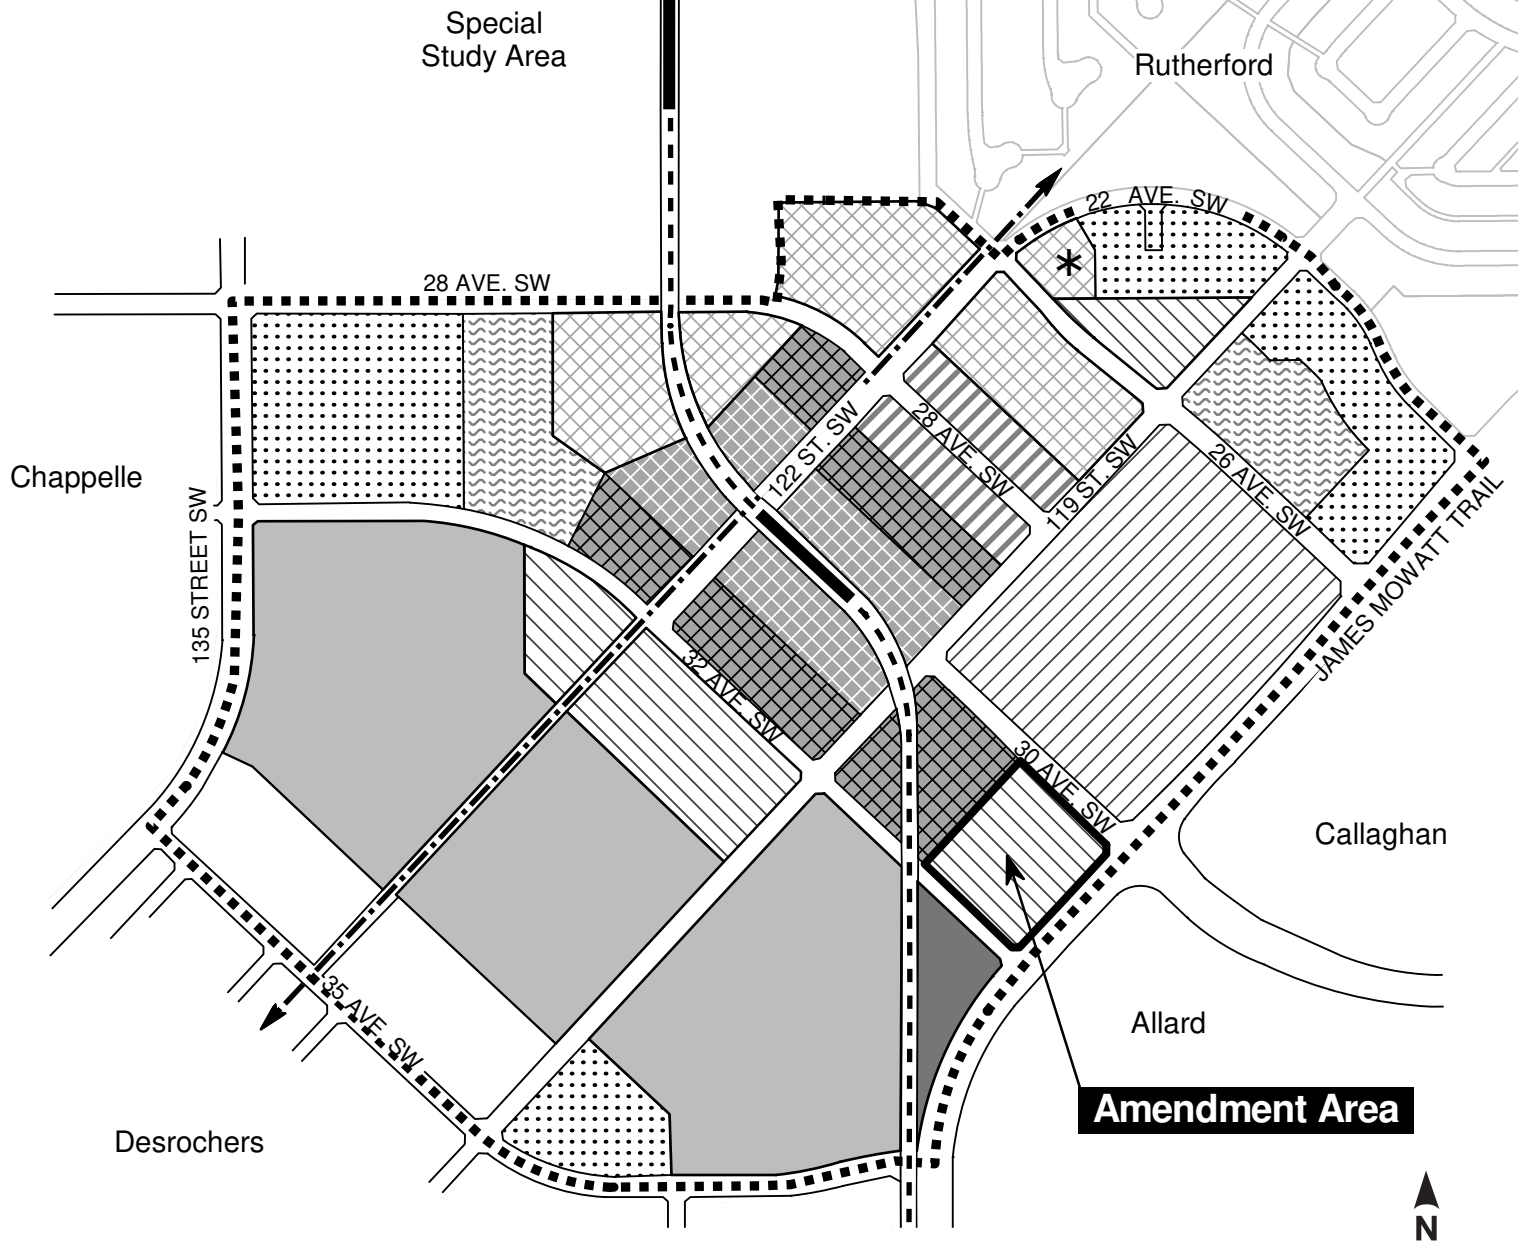 Special
Study Area
Rutherford
22 AVE. SW
28 AVE. SW
Chappelle
122 ST. SW
28 AVE. SW
119 ST. SW
26 AVE. SW
135 STREET SW
JAMES MOWATT TRAIL
32 AVE. SW
30 AVE. SW
Callaghan
35 AVE. SW
Allard
Amendment Area
Desrochers
N